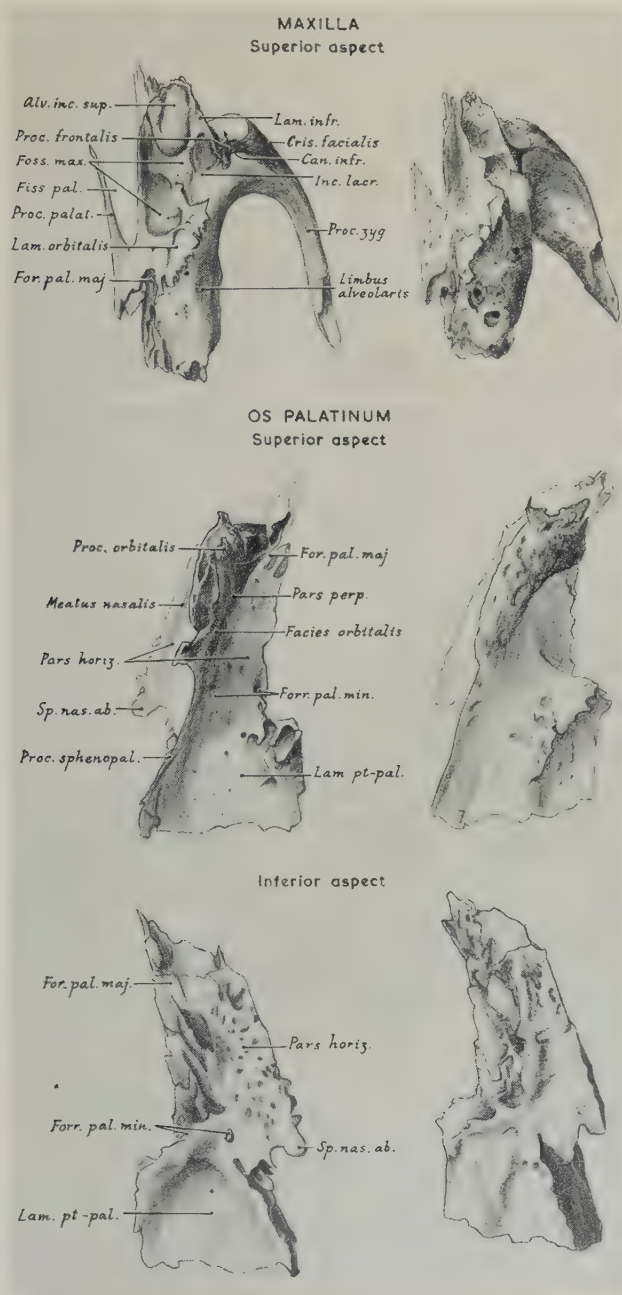 MAXILLA
Superior aspect
Alv. inc. sup.
Proc. frontalis
Foss. max.
Fiss pal.
Proc. palat.
Lam. orbitalis
For. pal. maj
Lam. infr.
Cris. facialis
Can. infr.
Inc. lacr.
Proc. zyg
Limbus
alveolaris
OS PALATINUM
Superior aspect
Proc. orbitalis
Meatus nasalis
Pars horiz.
Sp. nas. ab.
Proc. sphenopal.
For. pal. maj
Pars perp.
Facies orbitalis
Forr. pal. min.
Lam pt-pal.
Inferior aspect
For. pal. maj.
Forr. pal. min.
Lam. pt-pal.
Pars horiz.
Sp. nas. ab.